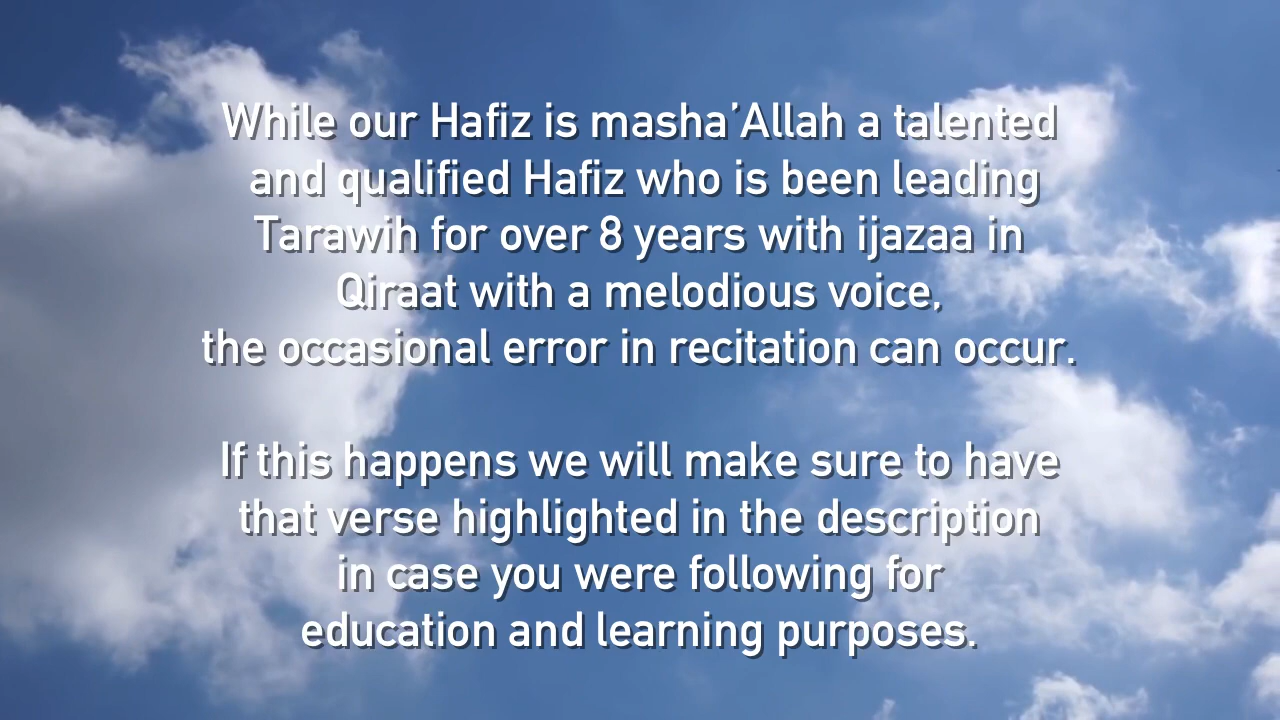 While our Hafiz is masha’Allah a talented
and qualified Hafiz who is been leading
Tarawih for over 8 years with ijazaa in
Qiraat with a melodious voice,
the occasional error in recitation can occur.
If this happens we will make sure to have
that verse highlighted in the description
in case you were following for
education and learning purposes.